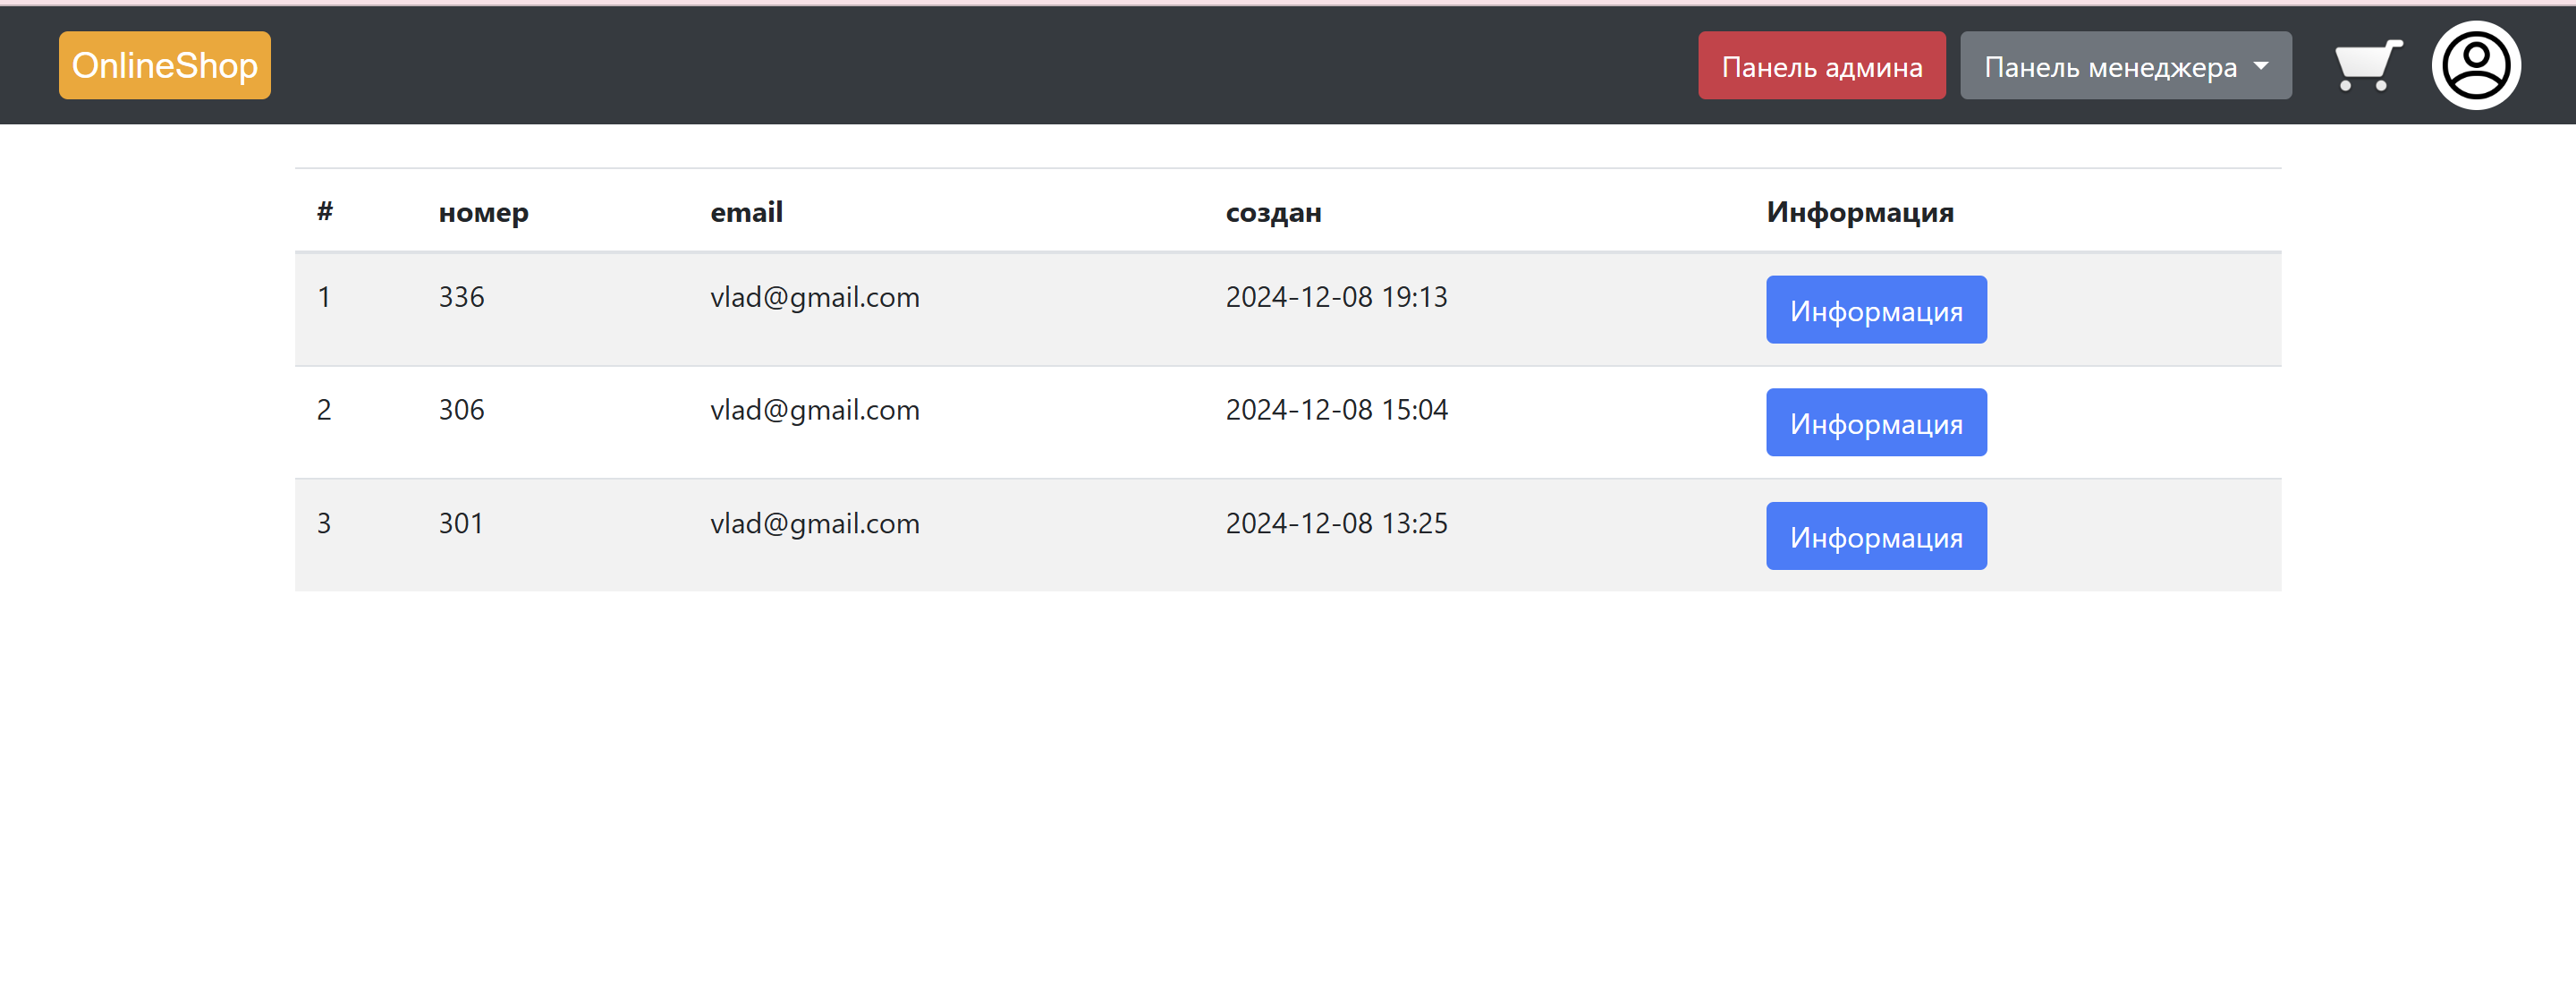 OnlineShop Панель админа Панель менеджера
# номер email создан Информация
1 336 vlad@gmail.com 2024-12-08 19:13 Информация
2 306 vlad@gmail.com 2024-12-08 15:04 Информация
3 301 vlad@gmail.com 2024-12-08 13:25 Информация